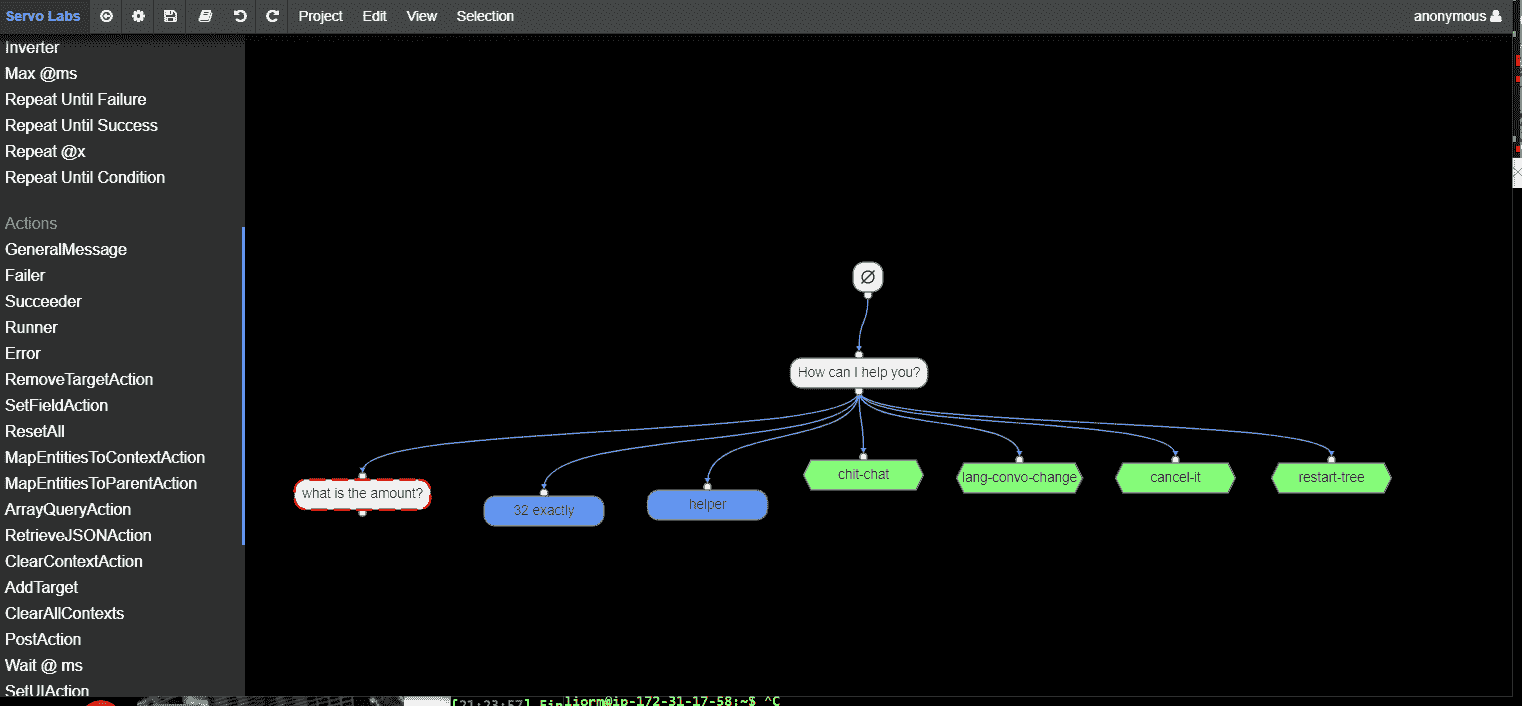 Servo Labs Project Edit View Selection anonymous
Inverter
Max @ms
Repeat Until Failure
Repeat Until Success
Repeat @x
Repeat Until Condition
Actions
GeneralMessage
Failer
Succeeder
Runner
Error
RemoveTargetAction
SetFieldAction
ResetAll
MapEntitiesToContextAction
MapEntitiesToParentAction
ArrayQueryAction
RetrieveJSONAction
ClearContextAction
AddTarget
ClearAllContexts
PostAction
Wait @ ms
SetUIAction
How can I help you?
what is the amount?
32 exactly
helper
chit-chat
lang-convo-change
cancel-it
restart-tree
[21:23:57] Fin liorm@ip-172-31-17-58:~$ ^C